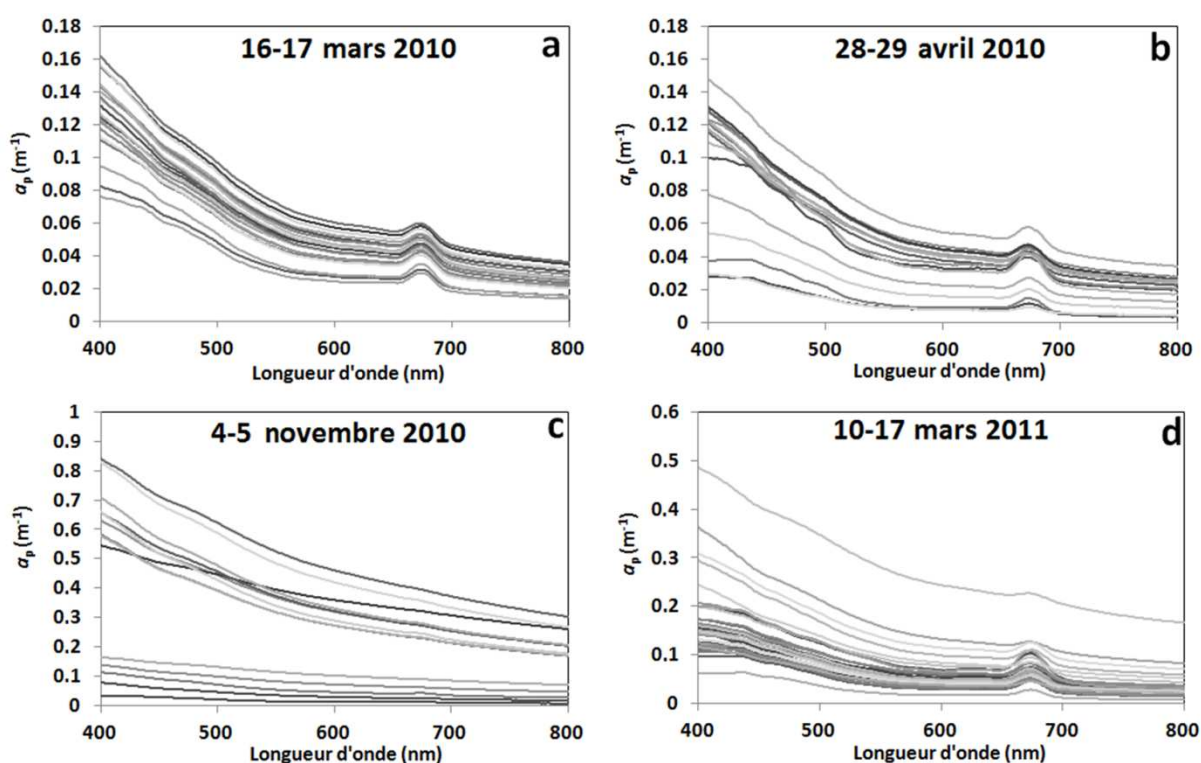 16-17 mars 2010
a
0.18
0.16
0.14
0.12
0.1
0.08
0.06
0.04
0.02
0
ap (m-1)
400 500 600 700 800
Longueur d'onde (nm)
28-29 avril 2010
b
0.18
0.16
0.14
0.12
0.1
0.08
0.06
0.04
0.02
0
ap (m-1)
400 500 600 700 800
Longueur d'onde (nm)
4-5 novembre 2010
c
1
0.9
0.8
0.7
0.6
0.5
0.4
0.3
0.2
0.1
0
ap (m-1)
400 500 600 700 800
Longueur d'onde (nm)
10-17 mars 2011
d
0.6
0.5
0.4
0.3
0.2
0.1
0
ap (m-1)
400 500 600 700 800
Longueur d'onde (nm)